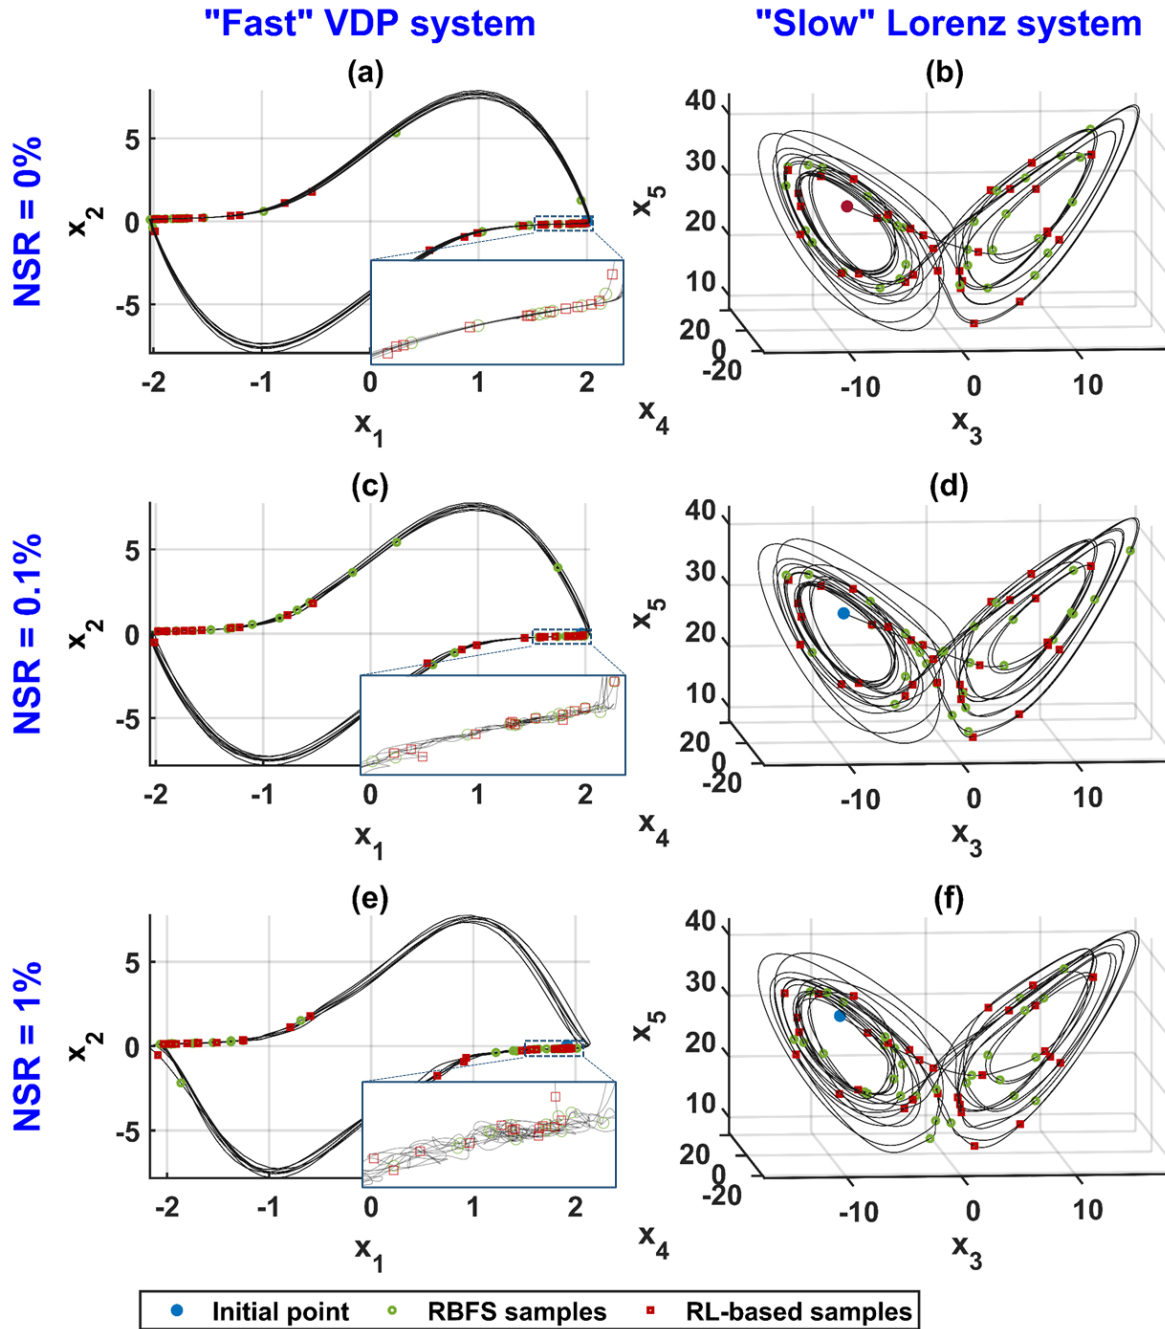 "Fast" VDP system
"Slow" Lorenz system
NSR = 0%
(a)
x2
5
0
-5
-2
-1
0
1
2
x1
(b)
x5
40
30
20
10
20
0
-20
x4
-10
0
10
x3
NSR = 0.1%
(c)
x2
5
0
-5
-2
-1
0
1
2
x1
(d)
x5
40
30
20
10
20
0
-20
x4
-10
0
10
x3
NSR = 1%
(e)
x2
5
0
-5
-2
-1
0
1
2
x1
(f)
x5
40
30
20
10
20
0
-20
x4
-10
0
10
x3
Initial point
RBFS samples
RL-based samples